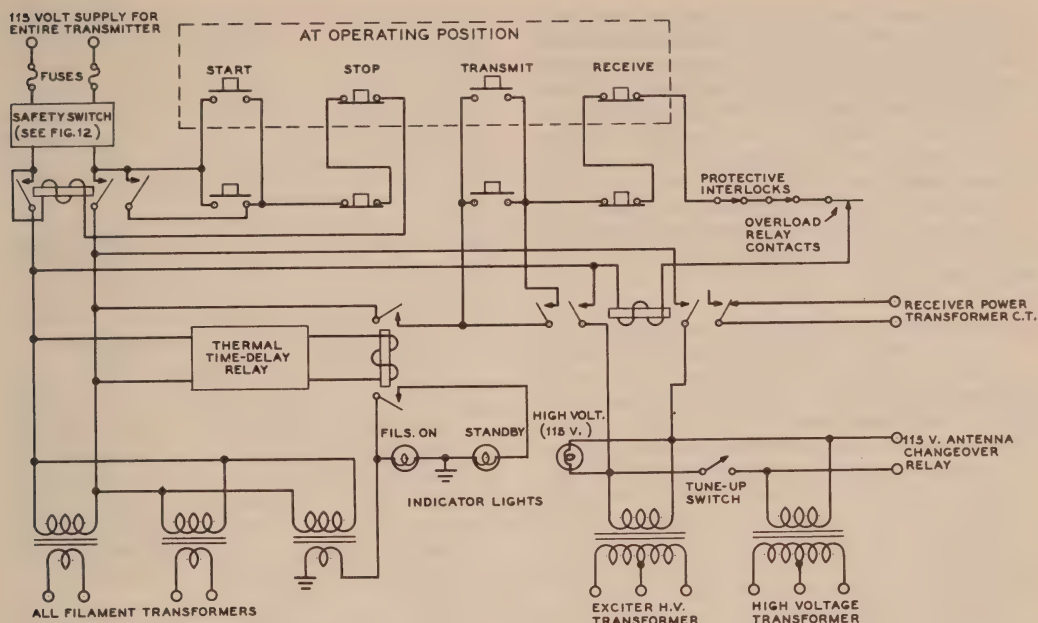 115 VOLT SUPPLY FOR
ENTIRE TRANSMITTER
FUSES
SAFETY SWITCH
(SEE FIG.12)
AT OPERATING POSITION
START
STOP
TRANSMIT
RECEIVE
PROTECTIVE
INTERLOCKS
OVERLOAD
RELAY
CONTACTS
RECEIVER POWER
TRANSFORMER C.T.
THERMAL
TIME-DELAY
RELAY
FILS. ON
STANDBY
INDICATOR LIGHTS
HIGH VOLT.
(115 V.)
TUNE-UP
SWITCH
115 V. ANTENNA
CHANGEOVER
RELAY
ALL FILAMENT TRANSFORMERS
EXCITER H.V.
TRANSFORMER
HIGH VOLTAGE
TRANSFORMER